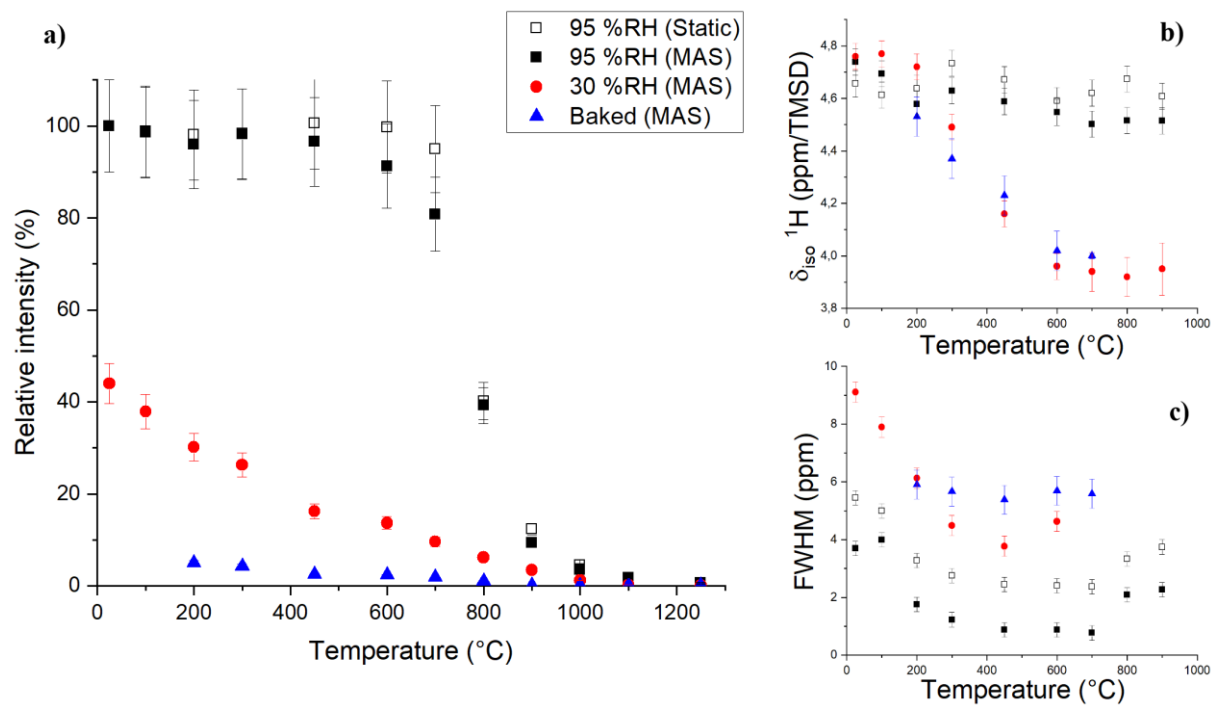 a)
95 %RH (Static)
95 %RH (MAS)
30 %RH (MAS)
Baked (MAS)
Relative intensity (%)
100
80
60
40
20
0
0 200 400 600 800 1000 1200
Temperature (°C)
b)
δiso ¹H (ppm/TMSD)
4,8
4,6
4,4
4,2
4,0
3,8
0 200 400 600 800 1000
Temperature (°C)
c)
FWHM (ppm)
10
8
6
4
2
0
0 200 400 600 800 1000
Temperature (°C)